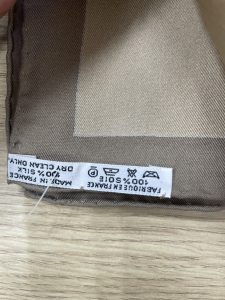 FABRIQUE EN FRANCE
100% SOIE
MADE IN FRANCE
100% SILK
DRY CLEAN ONLY